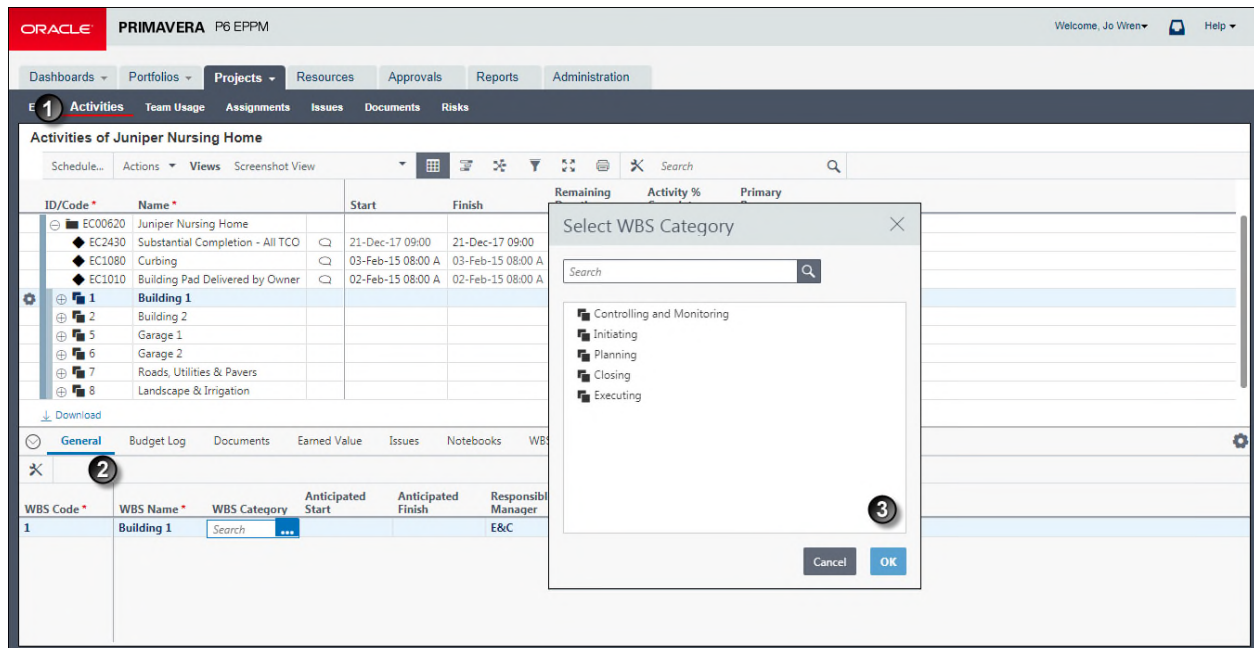 ORACLE PRIMAVERA P6 EPPM Welcome, Jo Wren Help
Dashboards Portfolios Projects Resources Approvals Reports Administration
E 1 Activities Team Usage Assignments Issues Documents Risks
Activities of Juniper Nursing Home
Schedule... Actions Views Screenshot View Search
ID/Code * Name * Start Finish Remaining Activity % Primary
EC00620 Juniper Nursing Home
EC2430 Substantial Completion - All TCO 21-Dec-17 09:00 21-Dec-17 09:00
EC1080 Curbing 03-Feb-15 08:00 A 03-Feb-15 08:00 A
EC1010 Building Pad Delivered by Owner 02-Feb-15 08:00 A 02-Feb-15 08:00 A
1 Building 1
2 Building 2
5 Garage 1
6 Garage 2
7 Roads, Utilities & Pavers
8 Landscape & Irrigation
Download
General Budget Log Documents Earned Value Issues Notebooks WBS
2
WBS Code * WBS Name * WBS Category Anticipated Start Anticipated Finish Responsibl Manager
1 Building 1 Search ... E&C
Select WBS Category
Search
Controlling and Monitoring
Initiating
Planning
Closing
Executing
3
Cancel OK